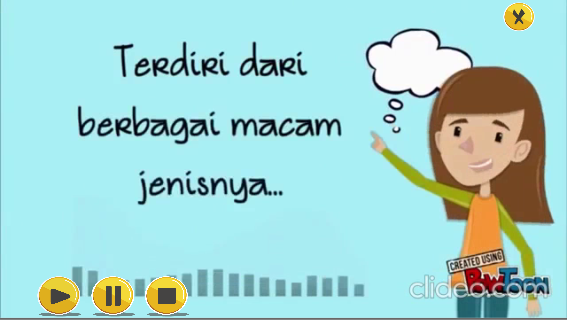 Terdiri dari
berbagai macam
jenisnya...
CREATED USING
POWTOON
clideo.com